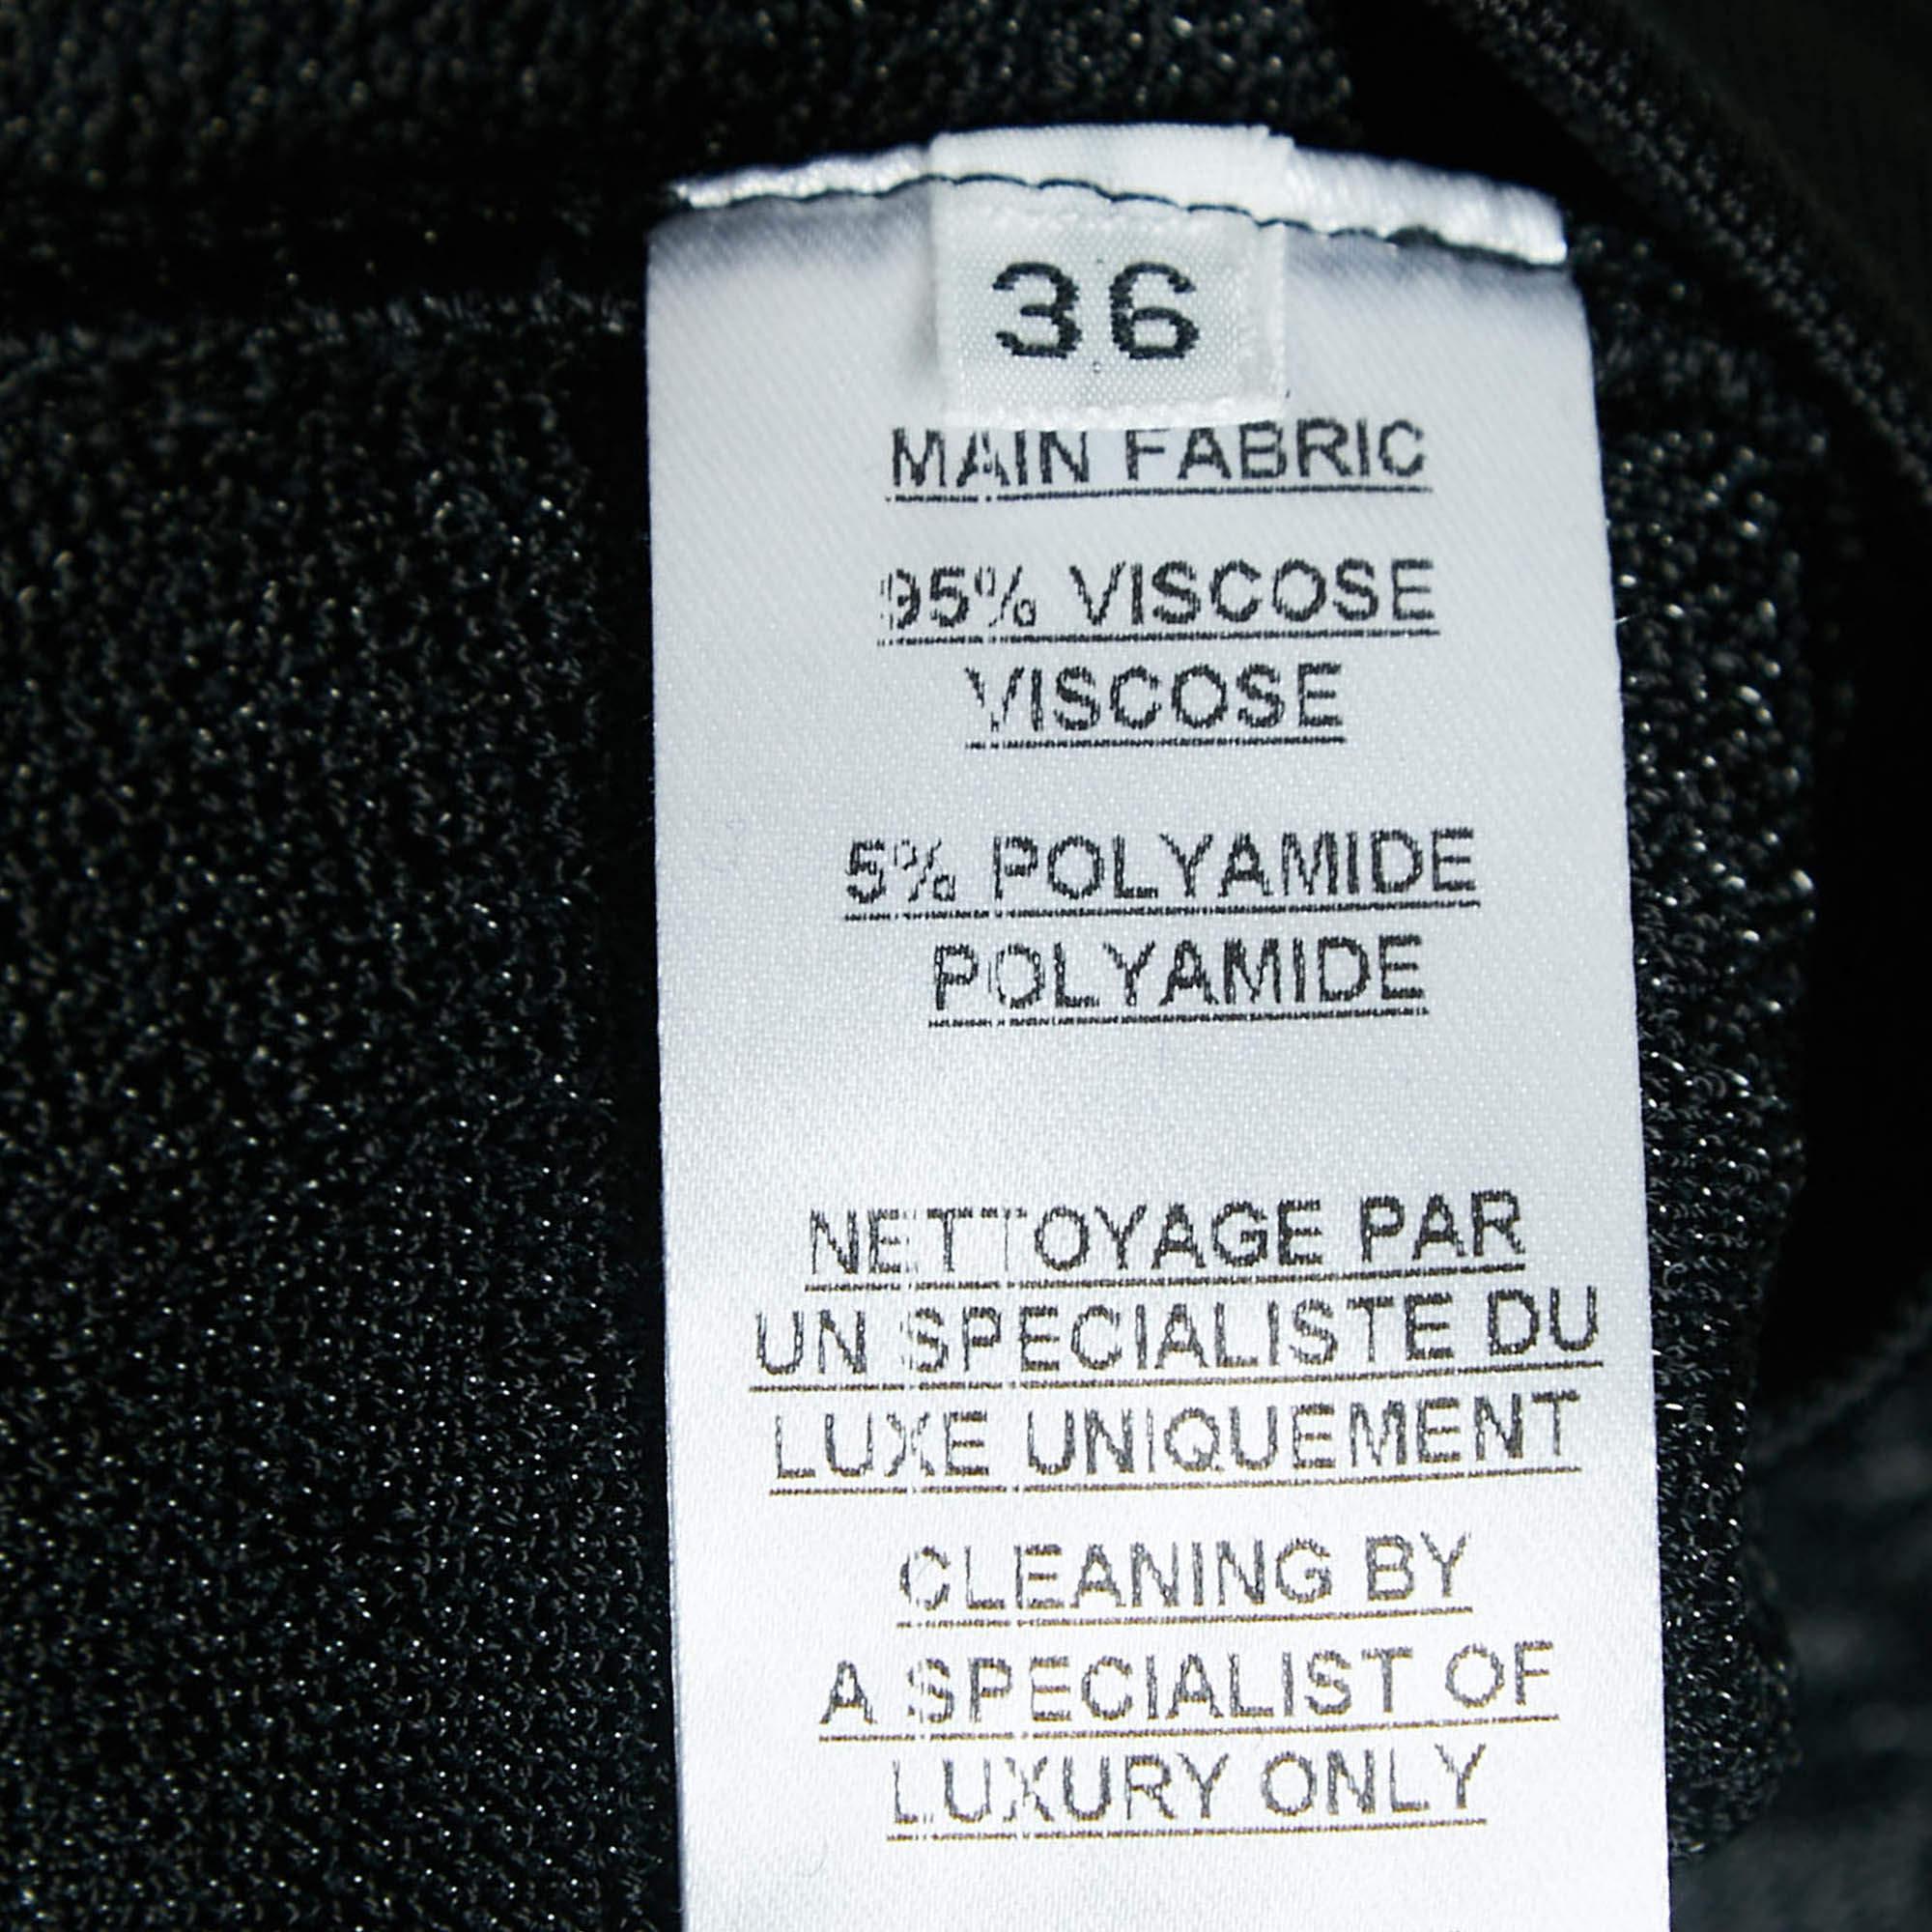 36
MAIN FABRIC
95% VISCOSE
VISCOSE
5% POLYAMIDE
POLYAMIDE
NETTOYAGE PAR
UN SPECIALISTE DU
LUXE UNIQUEMENT
CLEANING BY
A SPECIALIST OF
LUXURY ONLY